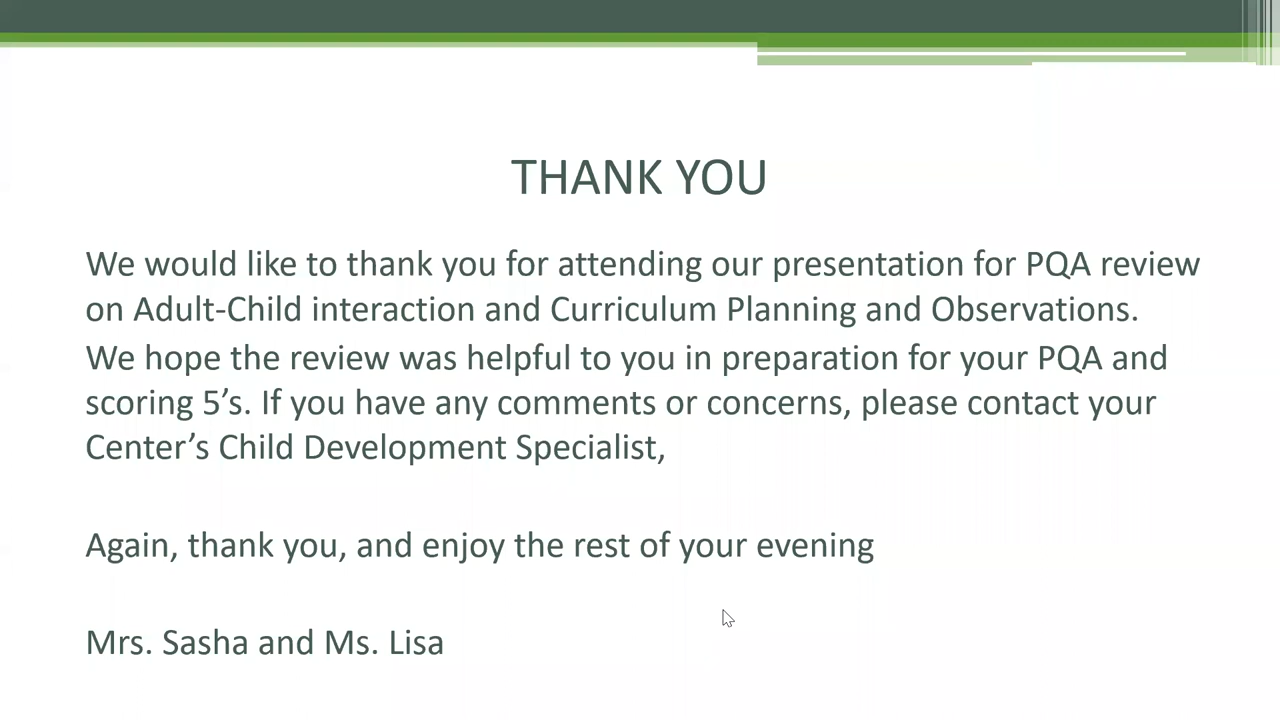 THANK YOU
We would like to thank you for attending our presentation for PQA review
on Adult-Child interaction and Curriculum Planning and Observations.
We hope the review was helpful to you in preparation for your PQA and
scoring 5’s. If you have any comments or concerns, please contact your
Center’s Child Development Specialist,
Again, thank you, and enjoy the rest of your evening
Mrs. Sasha and Ms. Lisa